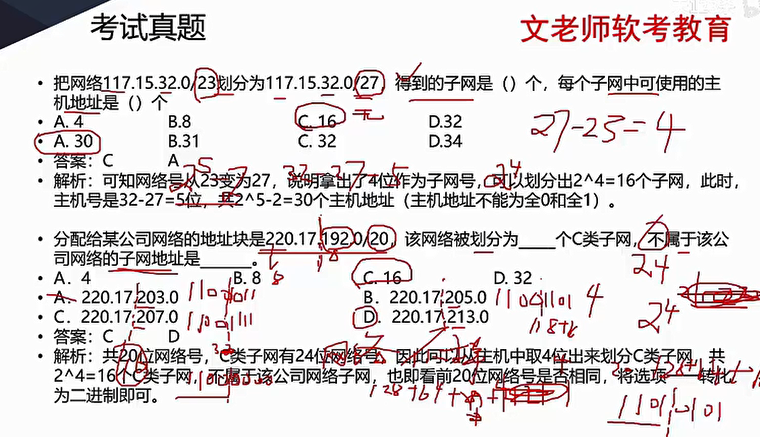 考试真题
文老师软考教育
• 把网络117.15.32.0/23划分为117.15.32.0/27，得到的子网是（）个，每个子网中可使用的主
机地址是（）个
• A. 4 B.8 C. 16 D.32
• A. 30 B.31 C. 32 D.34
27-23=4
• 答案： C A
• 解析：可知网络号从23变为27，说明拿出了4位作为子网号，可以划分出2^4=16个子网，此时，
主机号是32-27=5位，共2^5-2=30个主机地址（主机地址不能为全0和全1）。
• 分配给某公司网络的地址块是220.17.192.0/20，该网络被划分为_____个C类子网，不属于该公
司网络的子网地址是______。
• A. 4 B. 8 C. 16 D. 32
• A. 220.17.203.0 B. 220.17.205.0
• C. 220.17.207.0 D. 220.17.213.0
• 答案： C D
• 解析：共20位网络号，C类子网有24位网络号，因此可以从主机中取4位出来划分C类子网，共
2^4=16个C类子网，不属于该公司网络子网，也即看前20位网络号是否相同，将选项 转化
为二进制即可。
24
24
4
128+64